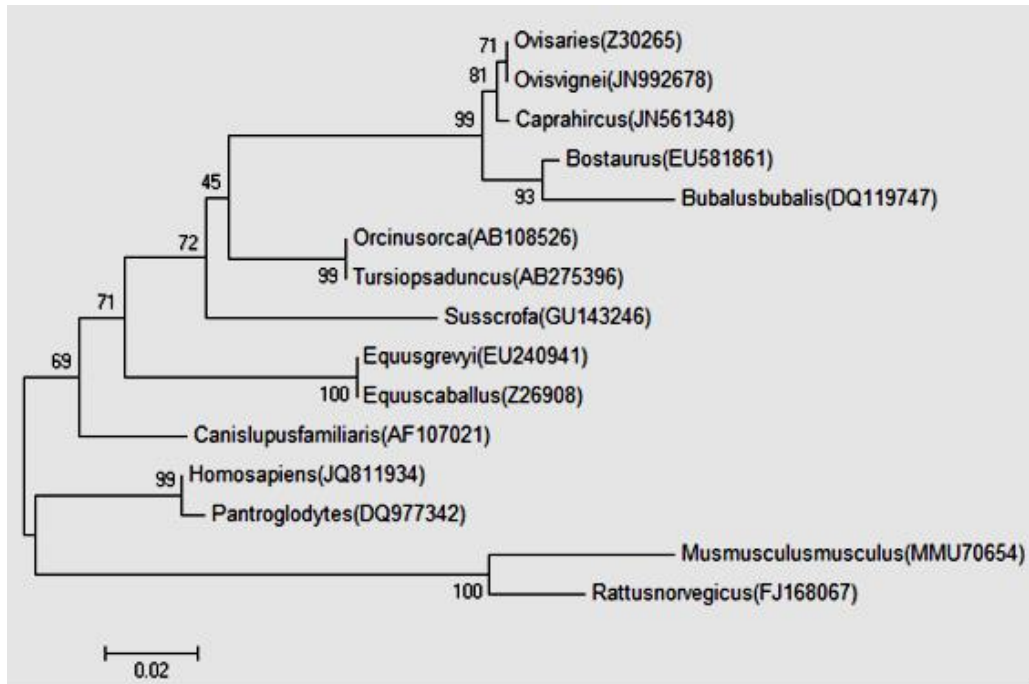 Ovisaries(Z30265)
71
Ovisvignei(JN992678)
81
Caprahircus(JN561348)
99
Bostaurus(EU581861)
93
Bubalusbubalis(DQ119747)
45
Orcinusorca(AB108526)
72
99
Tursiopsaduncus(AB275396)
71
Susscrofa(GU143246)
69
Equusgrevyi(EU240941)
100
Equuscaballus(Z26908)
Canislupusfamiliaris(AF107021)
99
Homosapiens(JQ811934)
Pantroglodytes(DQ977342)
Musmusculusmusculus(MMU70654)
100
Rattusnorvegicus(FJ168067)
0.02